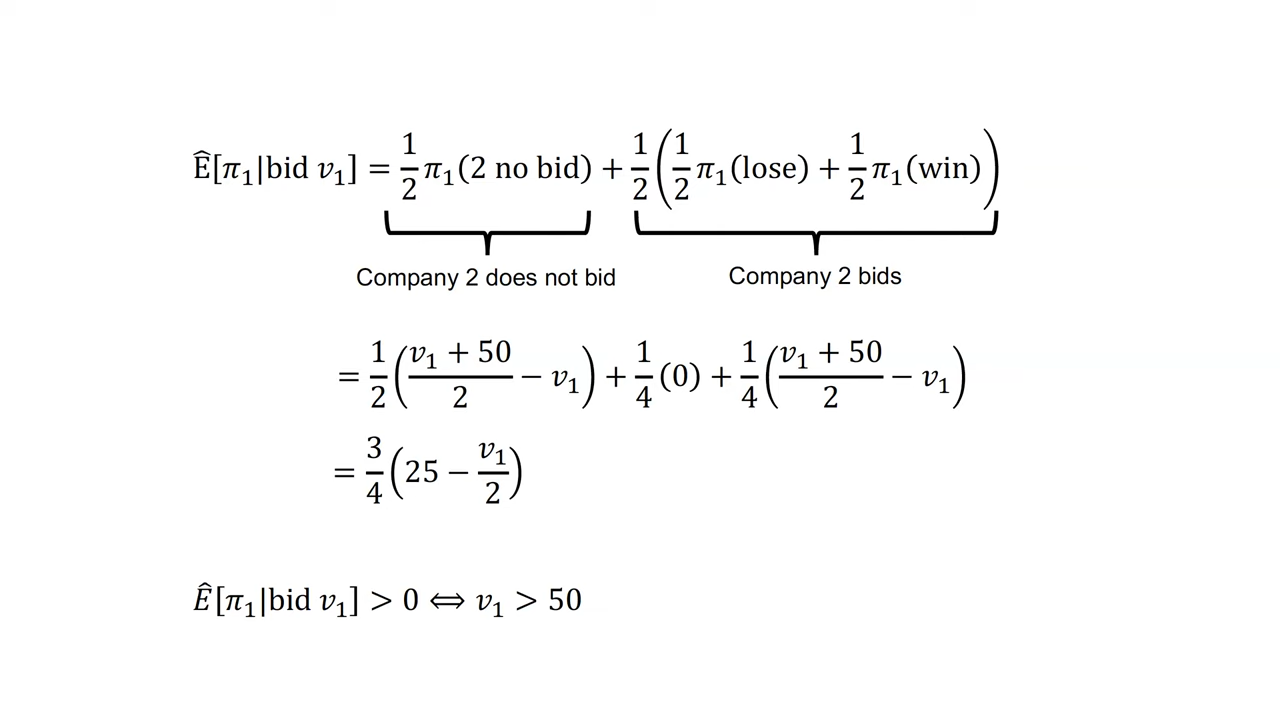 Ê[π₁|bid v₁] = 1/2 π₁(2 no bid) + 1/2 (1/2 π₁(lose) + 1/2 π₁(win))
Company 2 does not bid Company 2 bids
= 1/2 ((v₁ + 50)/2 − v₁) + 1/4 (0) + 1/4 ((v₁ + 50)/2 − v₁)
= 3/4 (25 − v₁/2)
Ê[π₁|bid v₁] > 0 ⟺ v₁ > 50